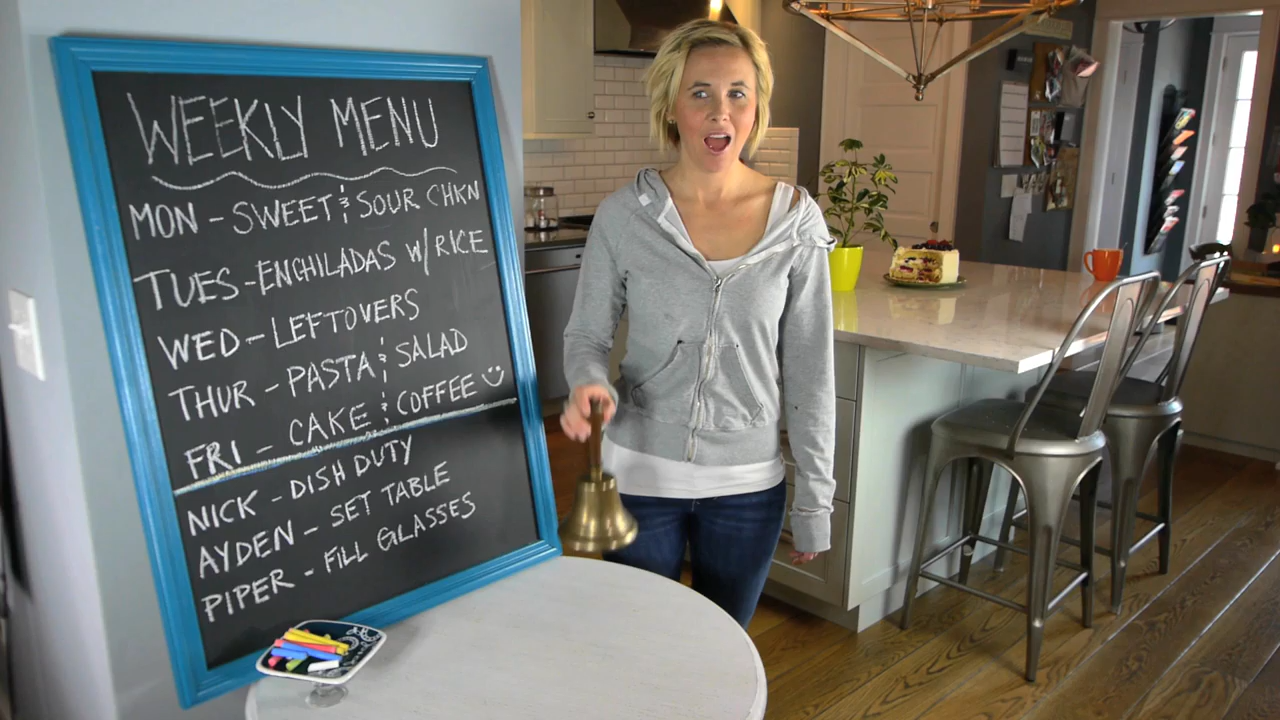 WEEKLY MENU
MON - SWEET & SOUR CHKN
TUES - ENCHILADAS W/ RICE
WED - LEFTOVERS
THUR - PASTA & SALAD
FRI - CAKE & COFFEE
NICK - DISH DUTY
AYDEN - SET TABLE
PIPER - FILL GLASSES